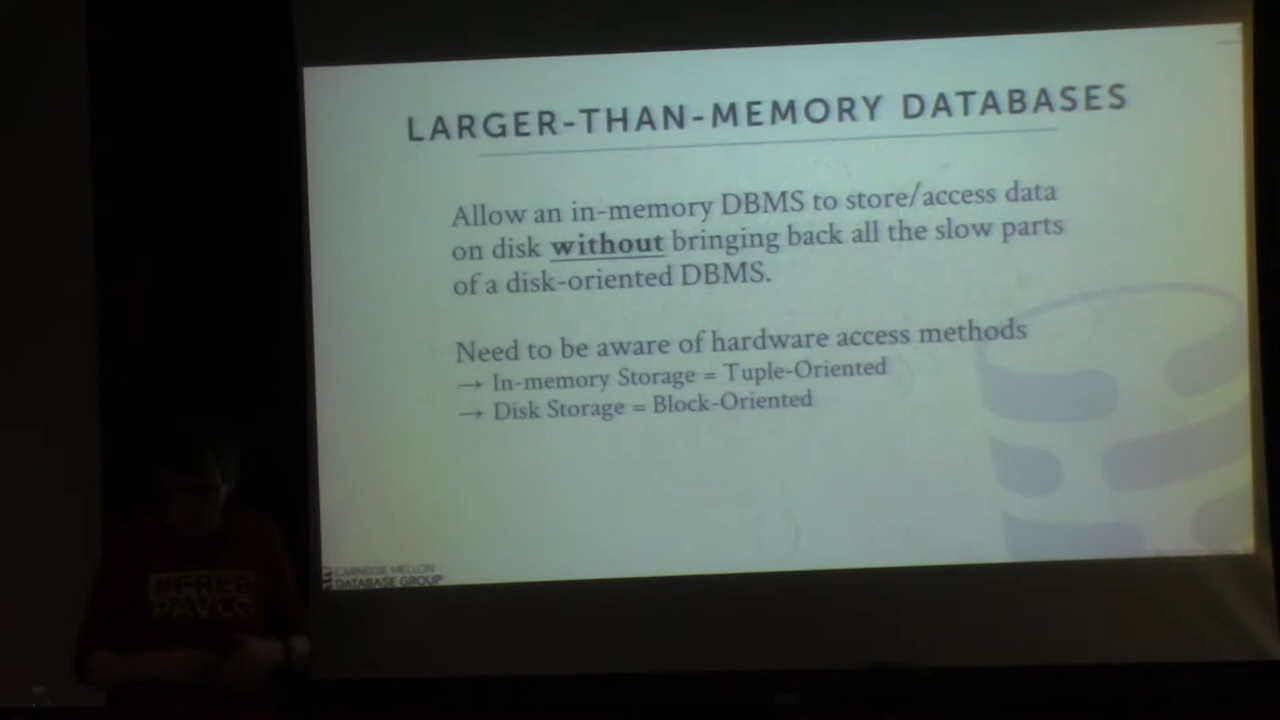 LARGER-THAN-MEMORY DATABASES
Allow an in-memory DBMS to store/access data
on disk without bringing back all the slow parts
of a disk-oriented DBMS.
Need to be aware of hardware access methods
→ In-memory Storage = Tuple-Oriented
→ Disk Storage = Block-Oriented
CARNEGIE MELLON
DATABASE GROUP
#FREE
PAVLO